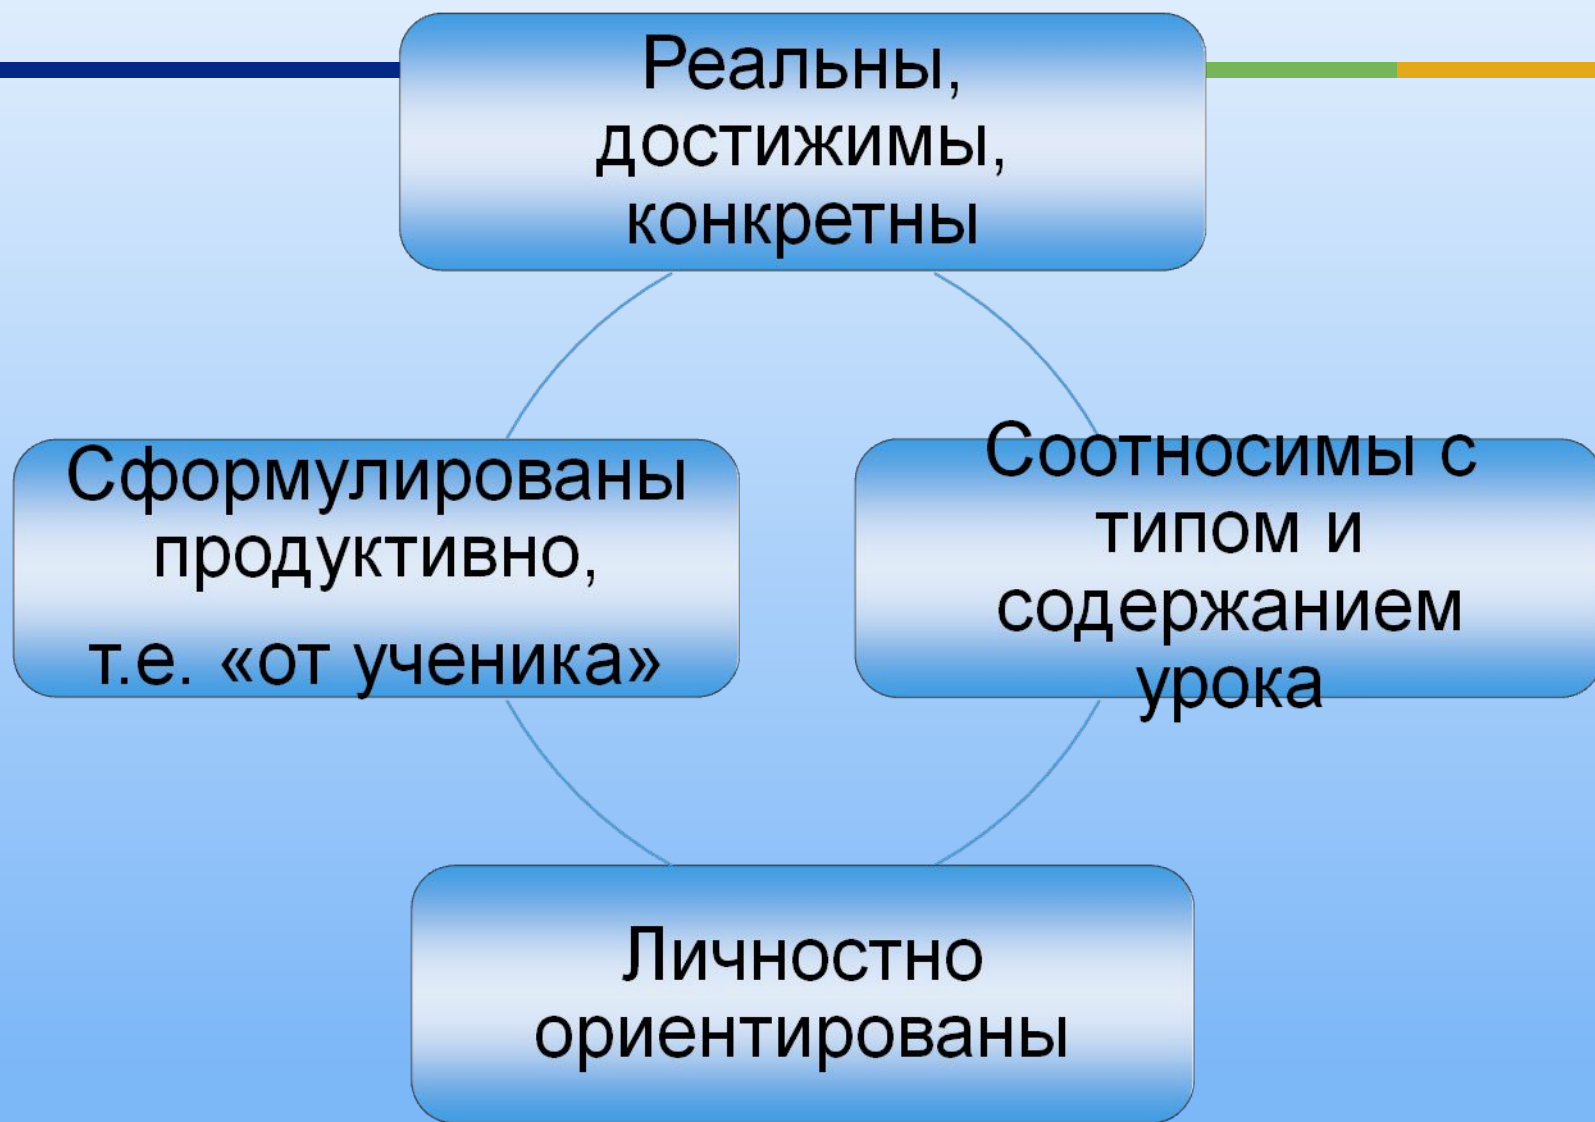 Реальны,
достижимы,
конкретны
Сформулированы
продуктивно,
т.е. «от ученика»
Соотносимы с
типом и
содержанием
урока
Личностно
ориентированы